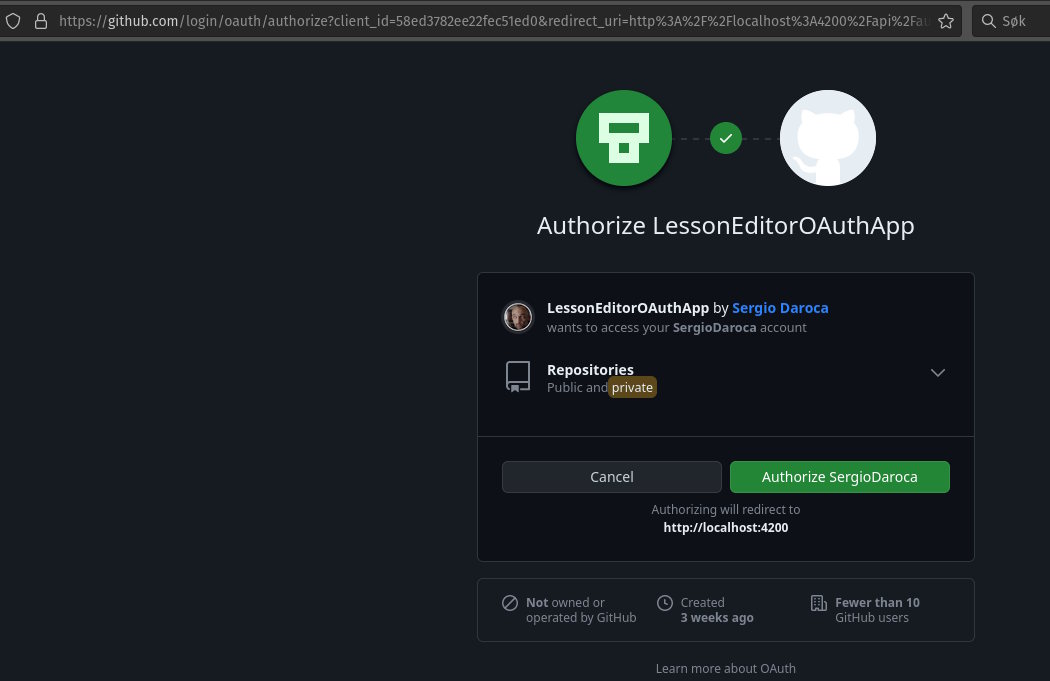 https://github.com/login/oauth/authorize?client_id=58ed3782ee22fec51ed0&redirect_uri=http%3A%2F%2Flocalhost%3A4200%2Fapi%2Fau
Søk
Authorize LessonEditorOAuthApp
LessonEditorOAuthApp by Sergio Daroca
wants to access your SergioDaroca account
Repositories
Public and private
Cancel
Authorize SergioDaroca
Authorizing will redirect to
http://localhost:4200
Not owned or
operated by GitHub
Created
3 weeks ago
Fewer than 10
GitHub users
Learn more about OAuth